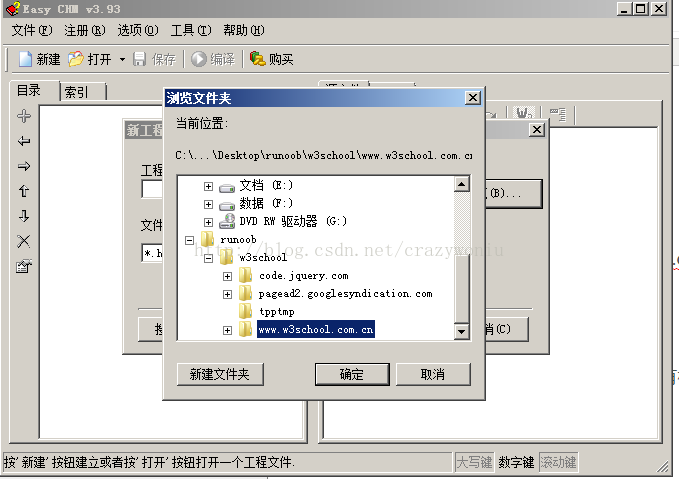 Easy CHM v3.93
文件(F) 注册(R) 选项(O) 工具(T) 帮助(H)
新建 打开 保存 编译 购买
目录 索引
浏览文件夹
当前位置:
新工程
C:\...\Desktop\runoob\w3school\www.w3school.com.cn
工程
(B)...
文件
*.h
文档 (E:)
数据 (F:)
DVD RW 驱动器 (G:)
runoob
http://blog.csdn.net/crazywoniu
w3school
code.jquery.com
pagead2.googlesyndication.com
tpptmp
www.w3school.com.cn
消(C)
新建文件夹 确定 取消
按'新建'按钮建立或者按'打开'按钮打开一个工程文件. 大写键 数字键 滚动键